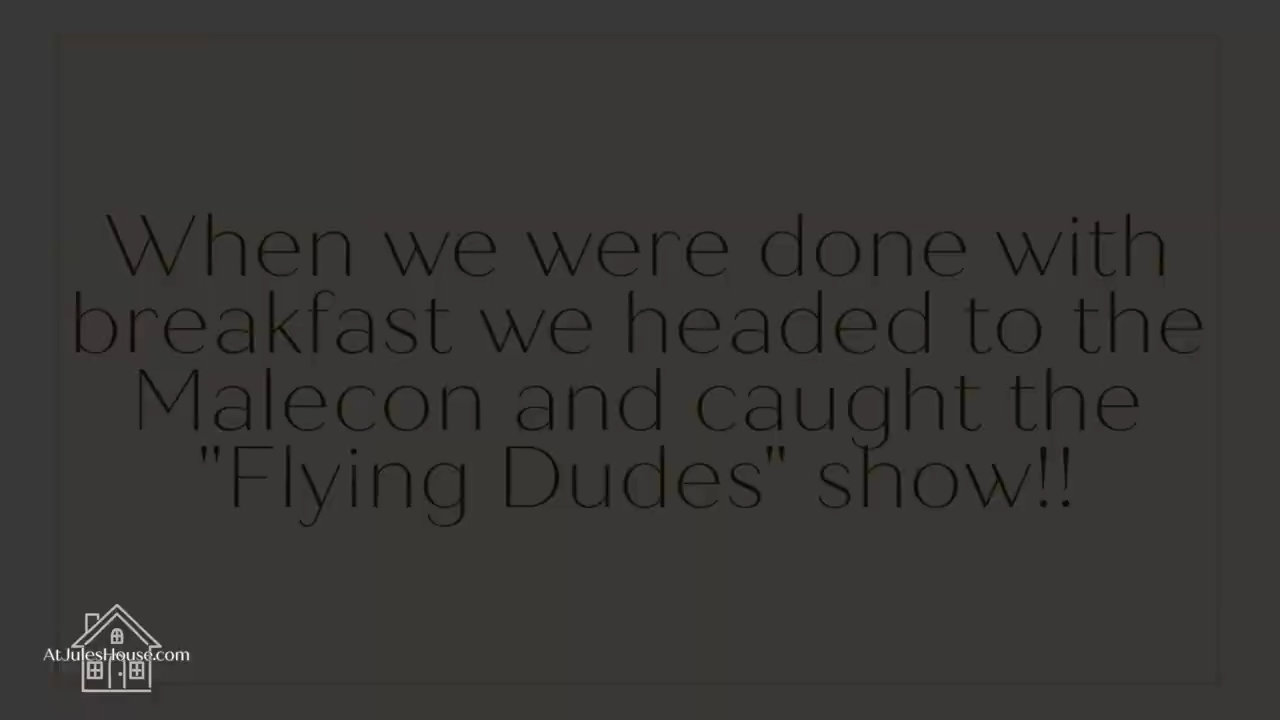 When we were done with
breakfast we headed to the
Malecon and caught the
"Flying Dudes" show!!
AtJulesHouse.com